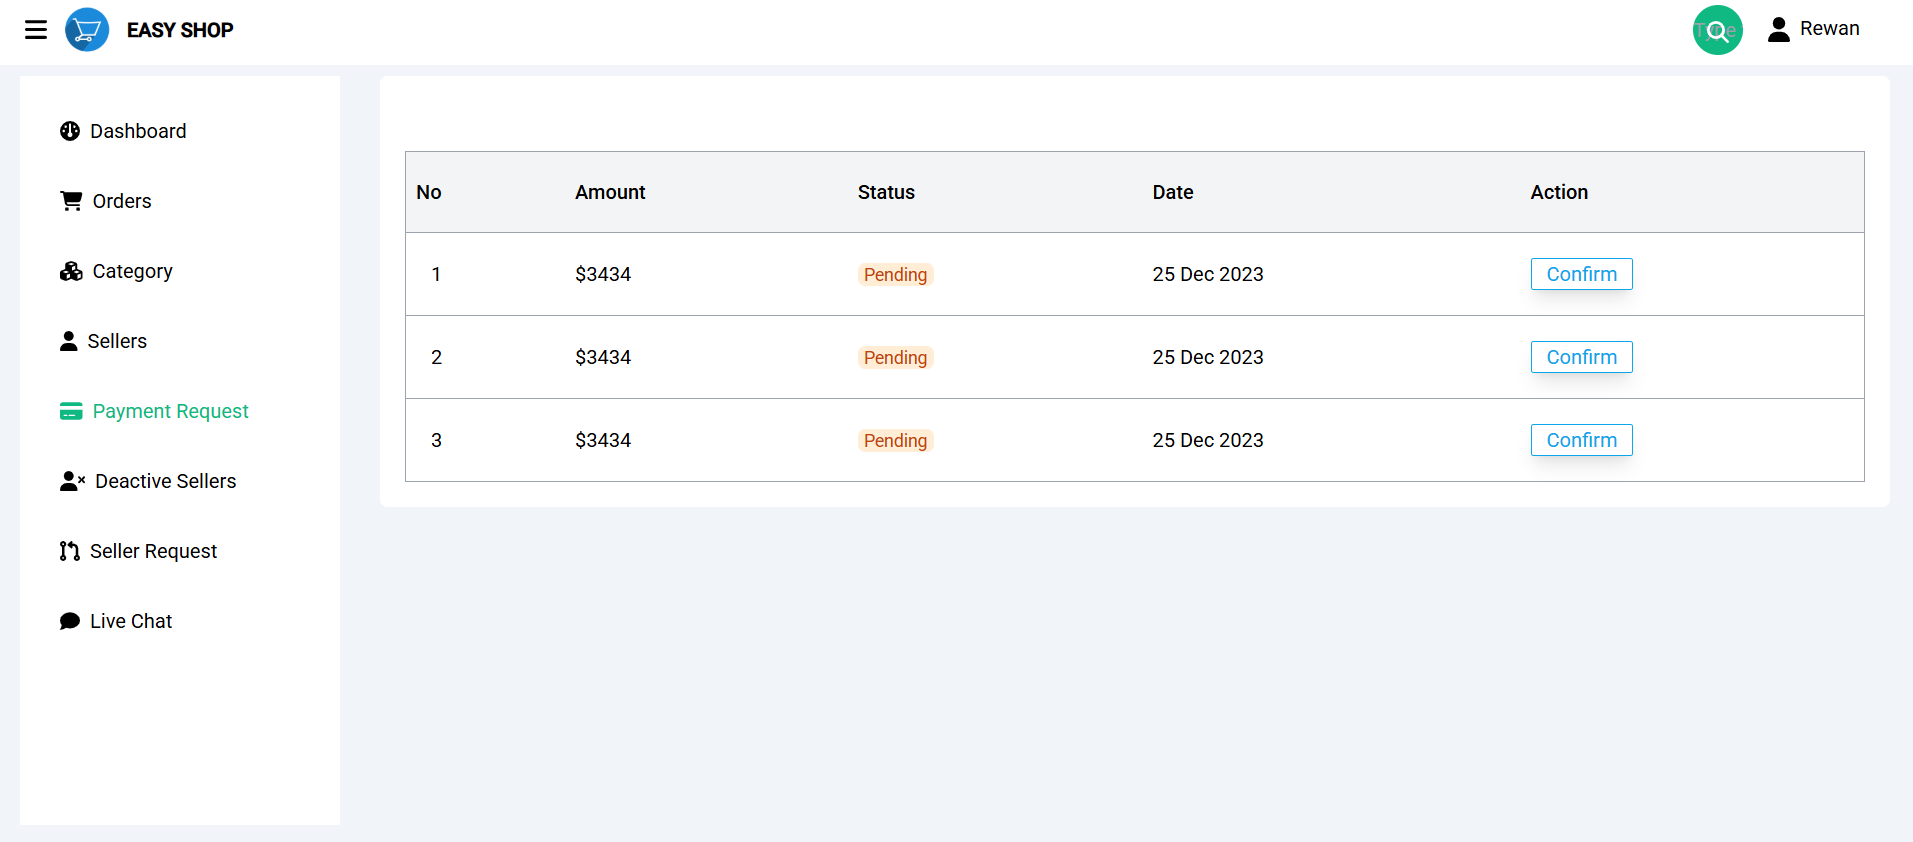 EASY SHOP
Type
Rewan
Dashboard
Orders
Category
Sellers
Payment Request
Deactive Sellers
Seller Request
Live Chat
No Amount Status Date Action
1 $3434 Pending 25 Dec 2023 Confirm
2 $3434 Pending 25 Dec 2023 Confirm
3 $3434 Pending 25 Dec 2023 Confirm